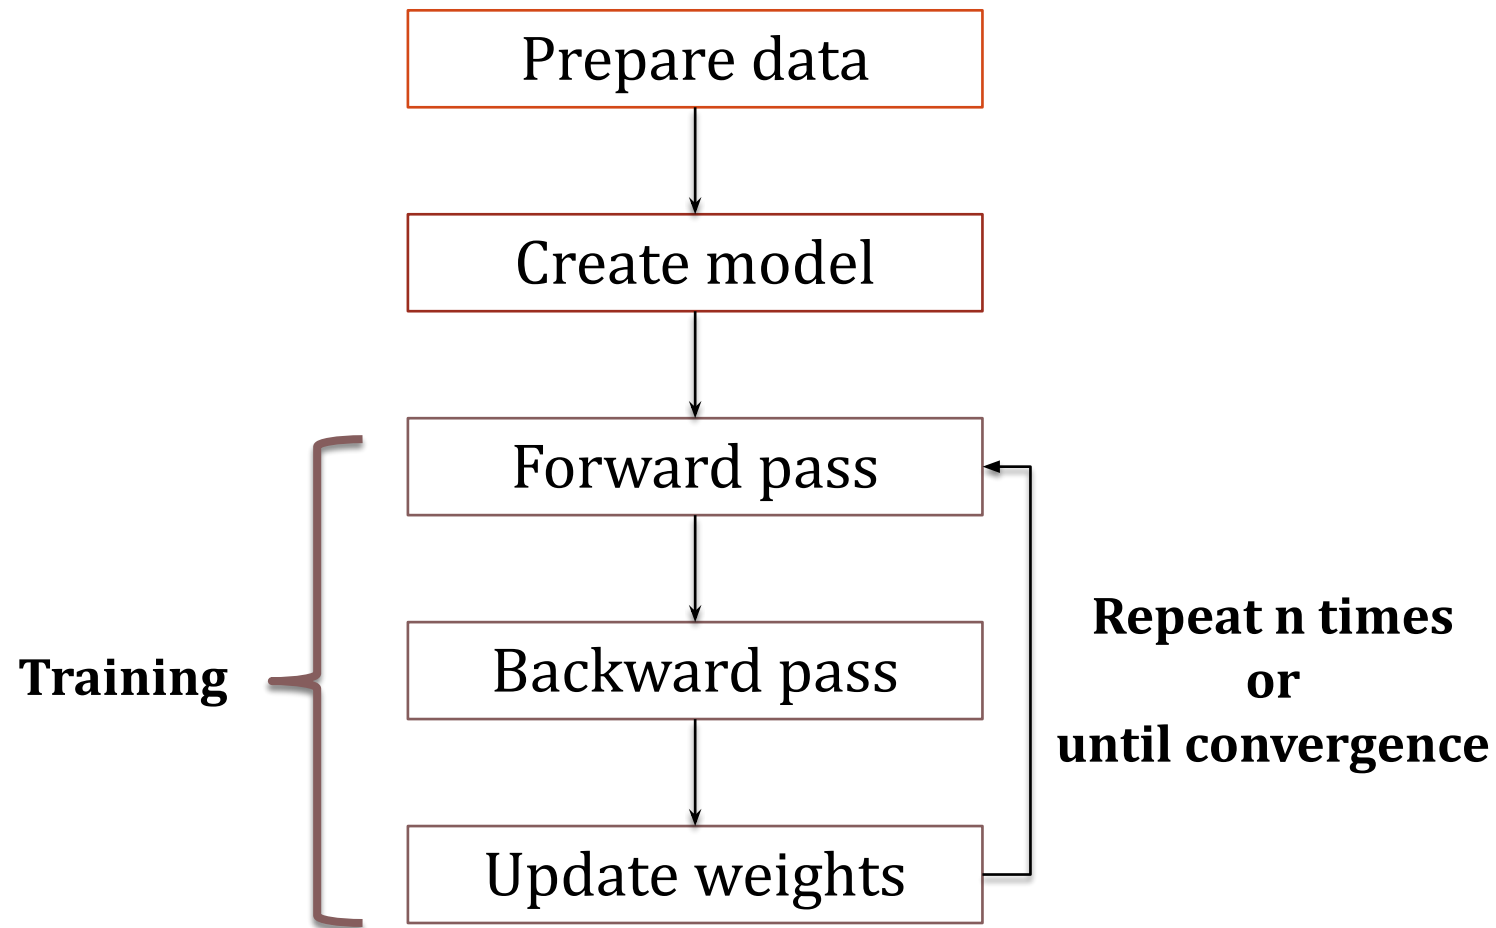 Prepare data
Create model
Forward pass
Backward pass
Update weights
Training
Repeat n times
or
until convergence